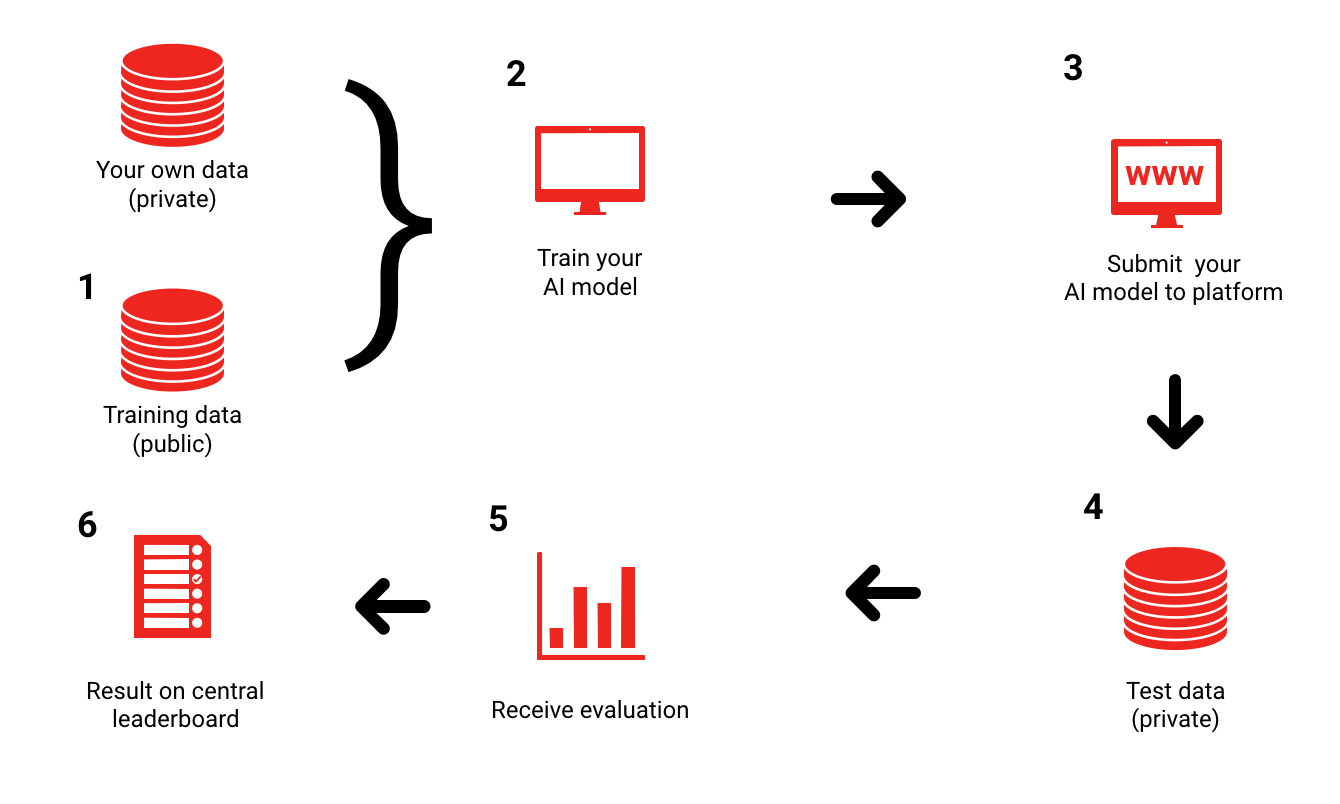 Your own data
(private)
1
Training data
(public)
2
Train your
AI model
3
www
Submit  your
AI model to platform
4
Test data
(private)
5
Receive evaluation
6
Result on central
leaderboard